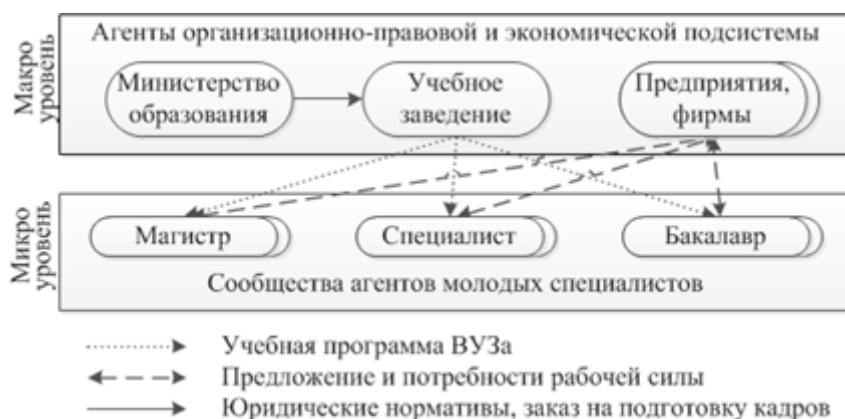 Макро
уровень
Агенты организационно-правовой и экономической подсистемы
Министерство
образования
Учебное
заведение
Предприятия,
фирмы
Микро
уровень
Магистр
Специалист
Бакалавр
Сообщества агентов молодых специалистов
Учебная программа ВУЗа
Предложение и потребности рабочей силы
Юридические нормативы, заказ на подготовку кадров